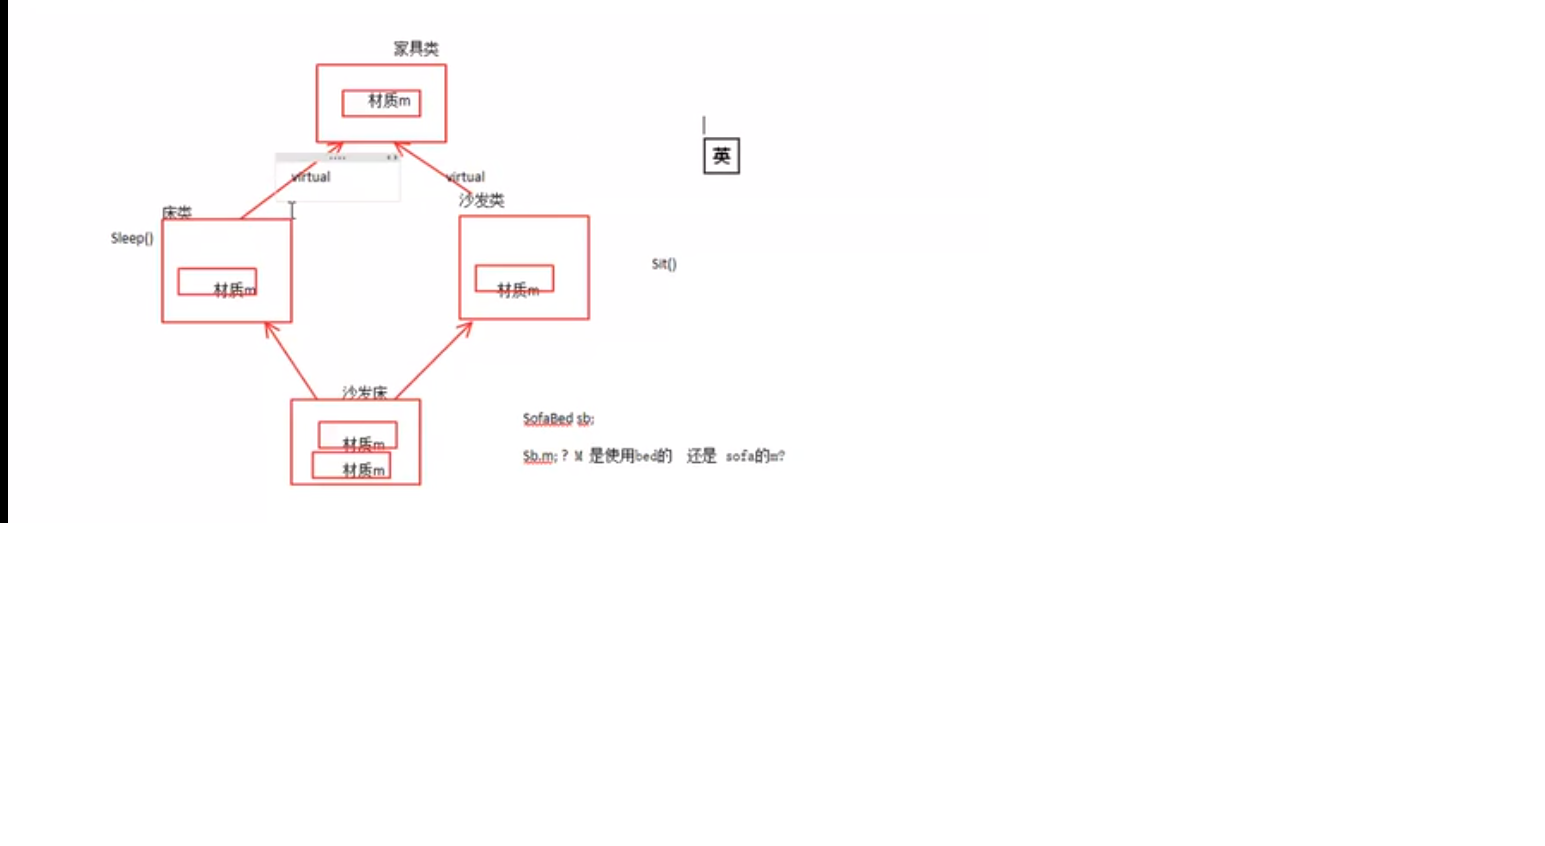 家具类
材质m
英
virtual
virtual
沙发类
床类
Sleep()
Sit()
材质m
材质m
沙发床
材质m
材质m
SofaBed sb;
Sb.m; ? M 是使用bed的 还是 sofa的m?